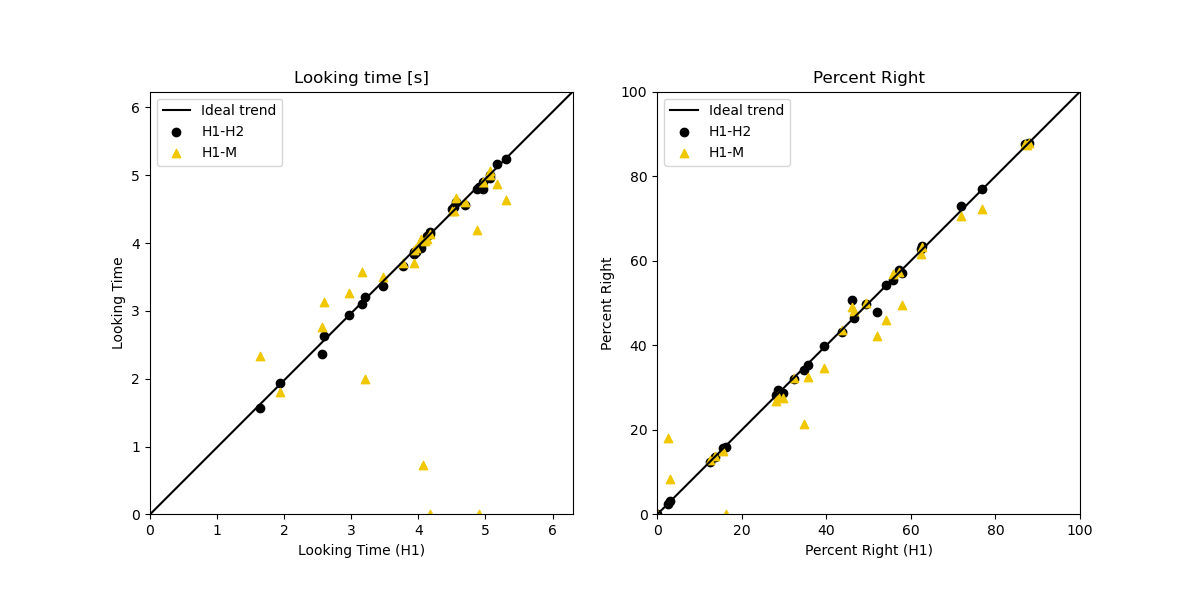 Looking time [s]
Ideal trend
H1-H2
H1-M
Looking Time
6
5
4
3
2
1
0
0 1 2 3 4 5 6
Looking Time (H1)
Percent Right
Ideal trend
H1-H2
H1-M
Percent Right
100
80
60
40
20
0
0 20 40 60 80 100
Percent Right (H1)